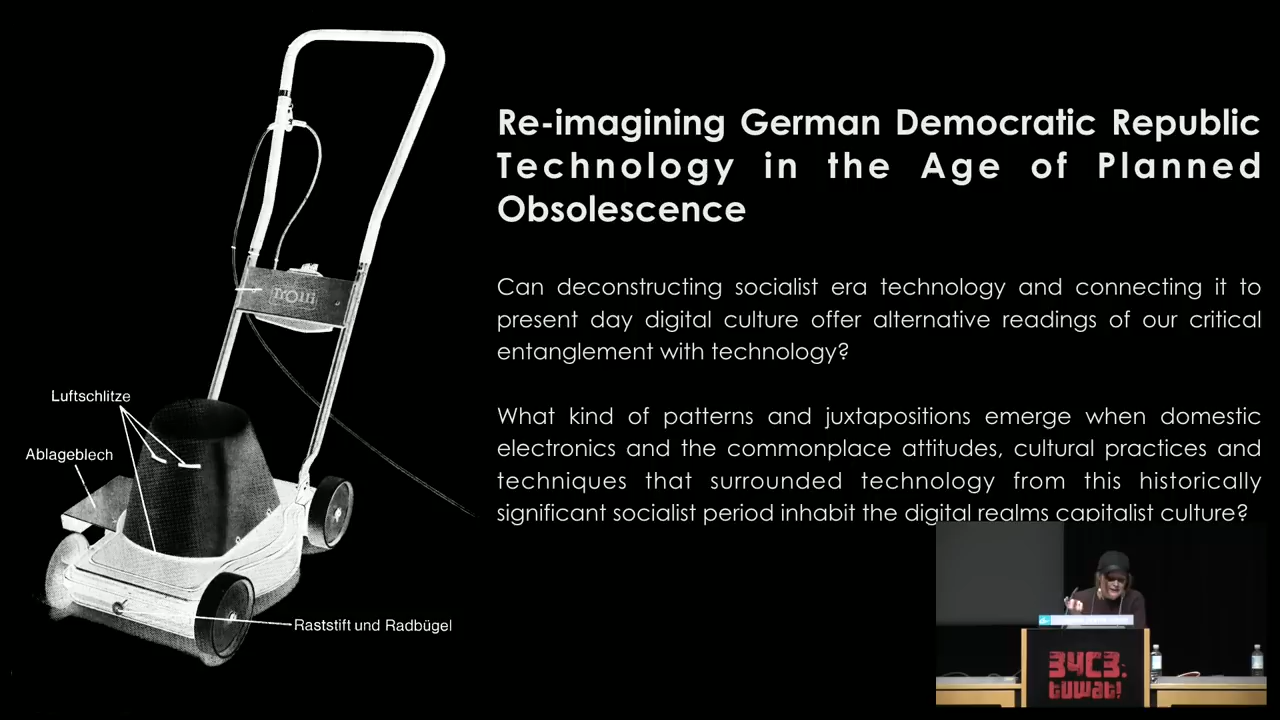 Re-imagining German Democratic Republic
Technology in the Age of Planned
Obsolescence
Can deconstructing socialist era technology and connecting it to
present day digital culture offer alternative readings of our critical
entanglement with technology?
What kind of patterns and juxtapositions emerge when domestic
electronics and the commonplace attitudes, cultural practices and
techniques that surrounded technology from this historically
significant socialist period inhabit the digital realms capitalist culture?
Trolli
Luftschlitze
Ablageblech
Raststift und Radbügel
34C3.
tuwat!